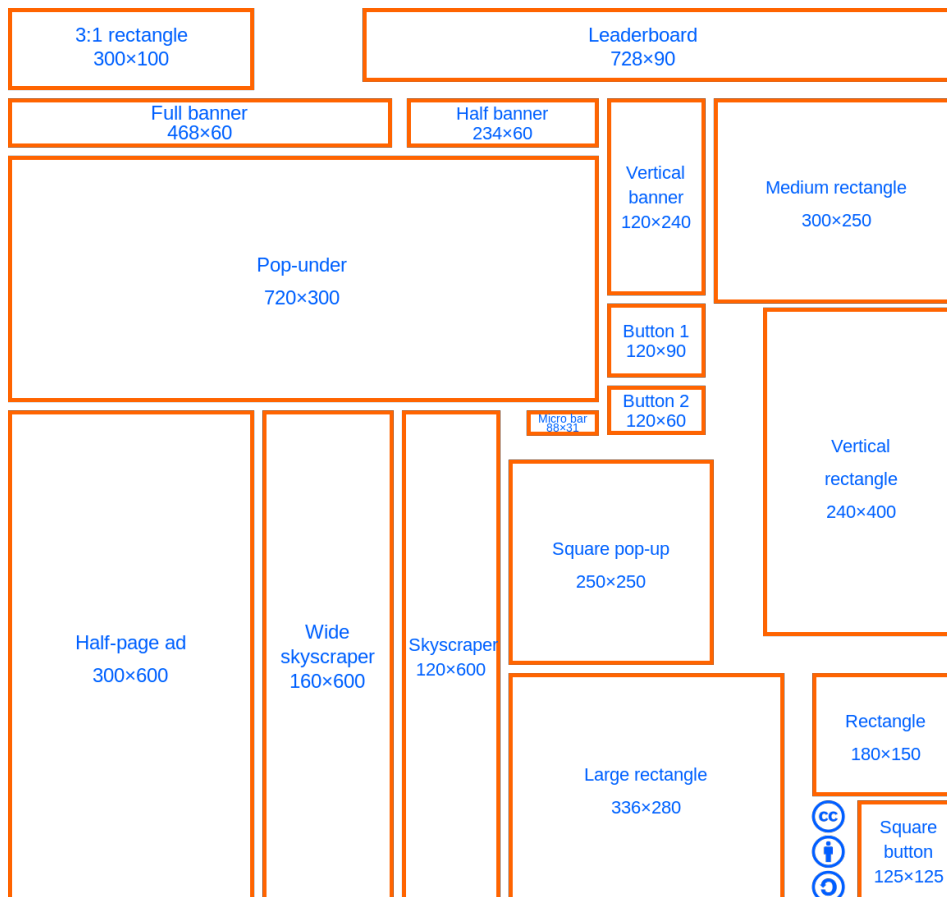 3:1 rectangle
300×100
Leaderboard
728×90
Full banner
468×60
Half banner
234×60
Vertical
banner
120×240
Medium rectangle
300×250
Pop-under
720×300
Button 1
120×90
Button 2
120×60
Micro bar
88×31
Vertical
rectangle
240×400
Square pop-up
250×250
Half-page ad
300×600
Wide
skyscraper
160×600
Skyscraper
120×600
Large rectangle
336×280
Rectangle
180×150
cc
Square
button
125×125